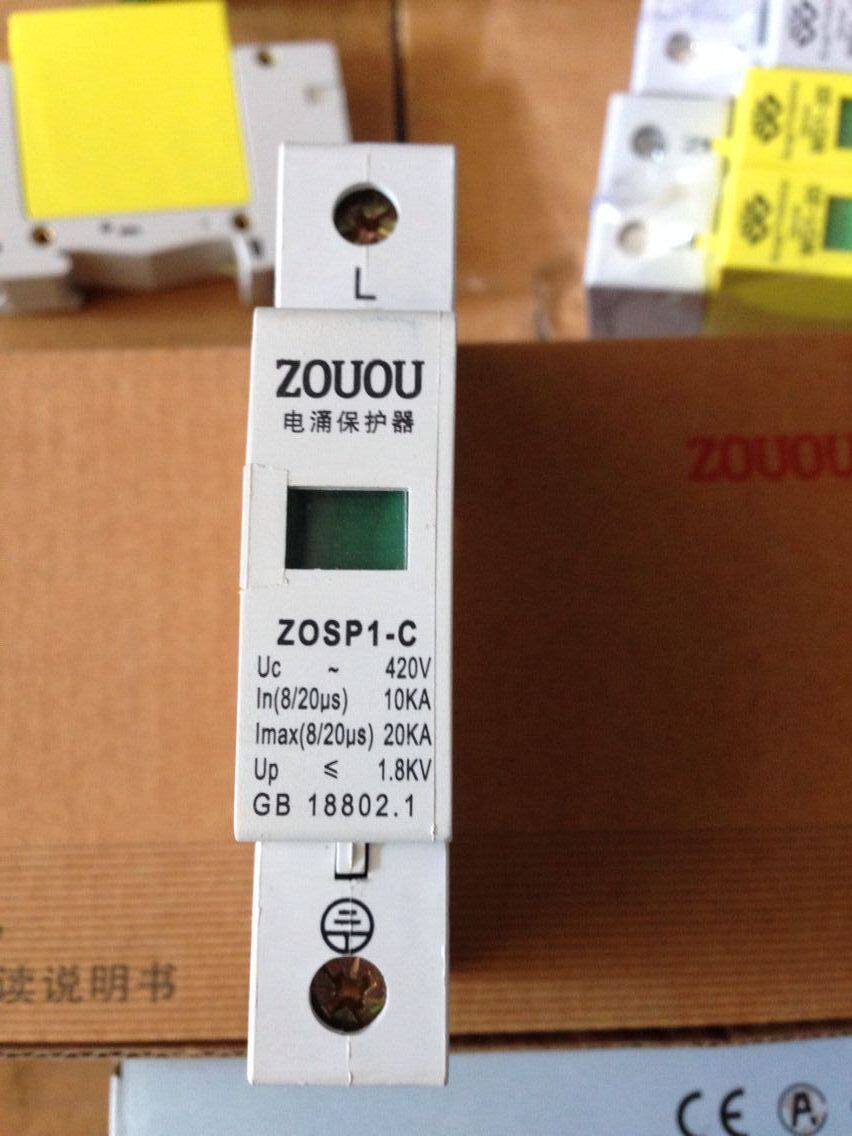 L
ZOUOU
电涌保护器
ZOUOU
ZOSP1-C
Uc ~ 420V
In(8/20μs) 10KA
Imax(8/20μs) 20KA
Up ≤ 1.8KV
GB 18802.1
读说明书
CE
A